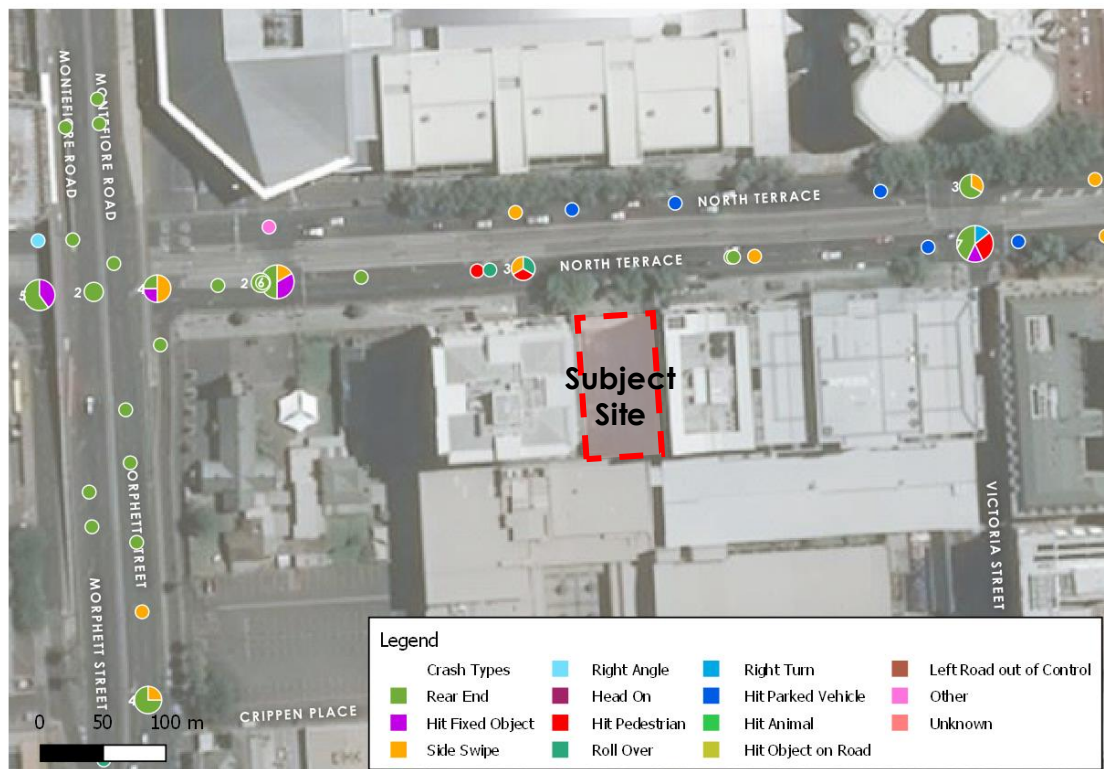 MONTEFIORE ROAD
MONTEFIORE ROAD
NORTH TERRACE
3
NORTH TERRACE
3
7
5
2
4
2
6
Subject
Site
ORPHETT STREET
MORPHETT STREET
VICTORIA STREET
4
CRIPPEN PLACE
0 50 100 m
Legend
Crash Types
Rear End
Hit Fixed Object
Side Swipe
Right Angle
Head On
Hit Pedestrian
Roll Over
Right Turn
Hit Parked Vehicle
Hit Animal
Hit Object on Road
Left Road out of Control
Other
Unknown